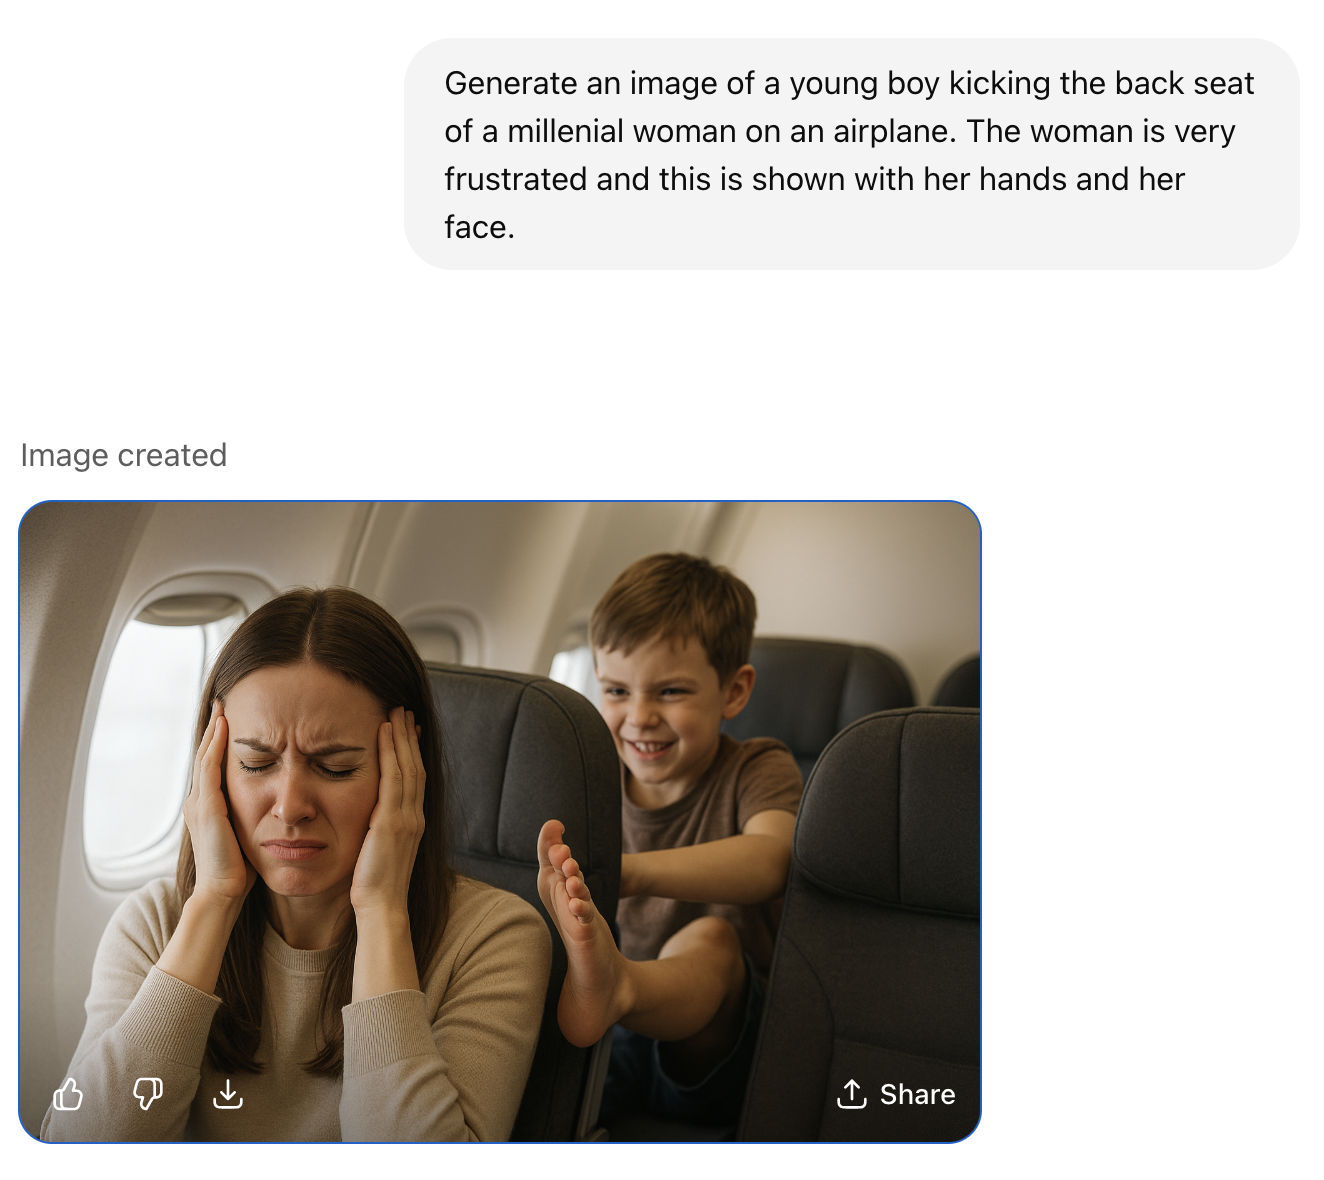 Generate an image of a young boy kicking the back seat
of a millenial woman on an airplane. The woman is very
frustrated and this is shown with her hands and her
face.
Image created
Share